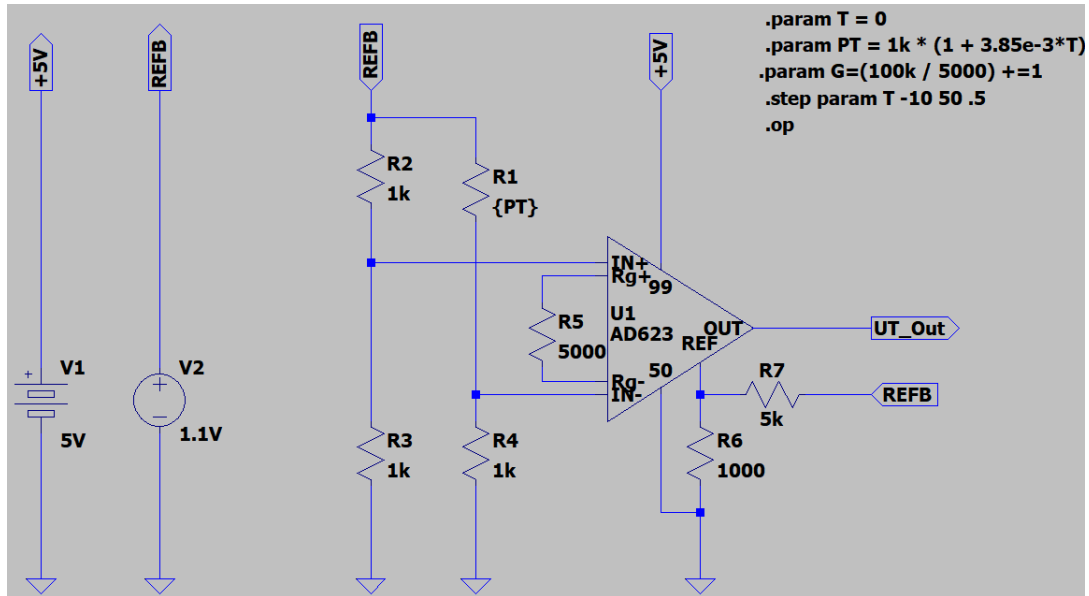 .param T = 0
.param PT = 1k * (1 + 3.85e-3*T)
.param G=(100k / 5000) +=1
.step param T -10 50 .5
.op
+5V
REFB
REFB
+5V
R2
1k
R1
{PT}
IN+
Rg+
99
U1
AD623
OUT
REF
R5
5000
50
Rg-
IN-
UT_Out
V1
5V
V2
1.1V
R7
5k
REFB
R3
1k
R4
1k
R6
1000